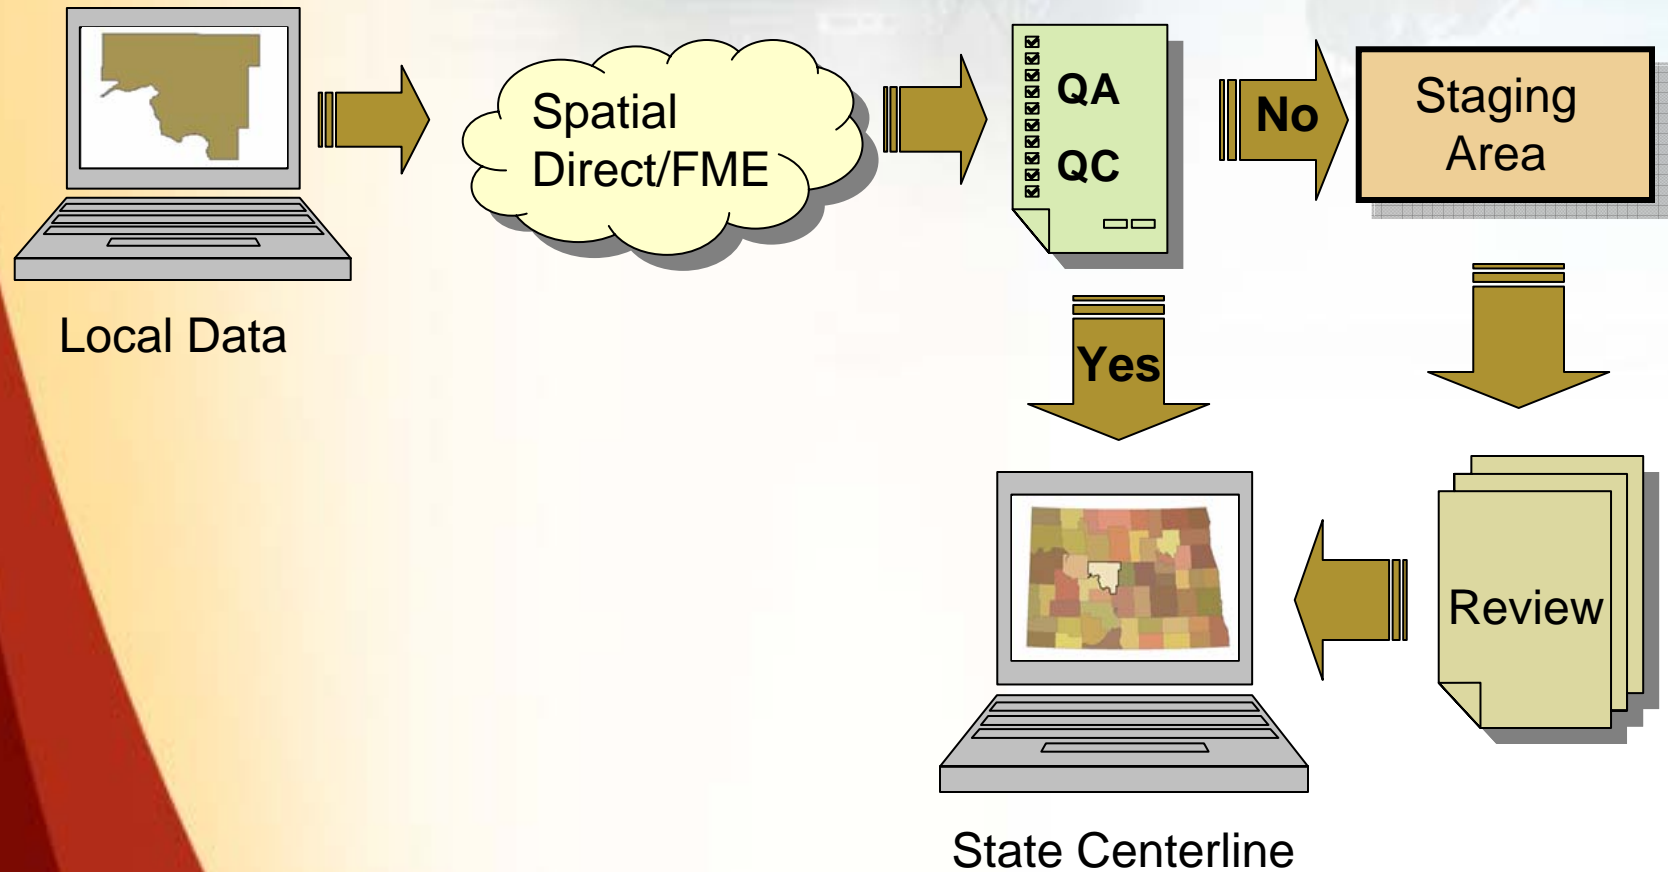 Local Data
Spatial
Direct/FME
QA
QC
No
Staging
Area
Yes
Review
State Centerline